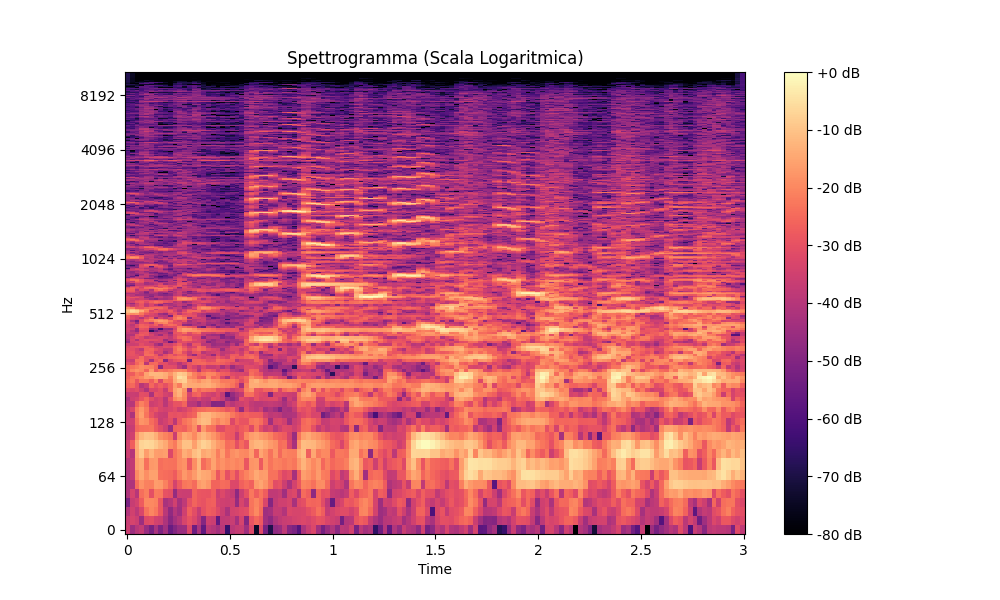 Spettrogramma (Scala Logaritmica)
Hz
8192
4096
2048
1024
512
256
128
64
0
0
0.5
1
1.5
2
2.5
3
Time
+0 dB
-10 dB
-20 dB
-30 dB
-40 dB
-50 dB
-60 dB
-70 dB
-80 dB